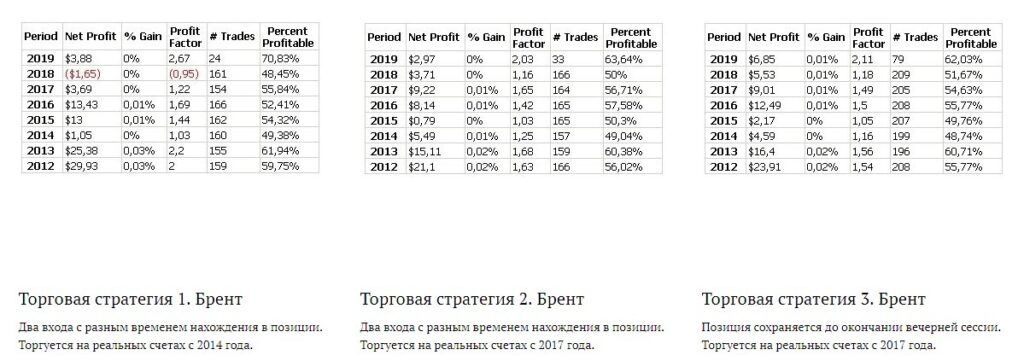 Period Net Profit % Gain Profit Factor # Trades Percent Profitable
2019 $3,88 0% 2,67 24 70,83%
2018 ($1,65) 0% (0,95) 161 48,45%
2017 $3,69 0% 1,22 154 55,84%
2016 $13,43 0,01% 1,69 166 52,41%
2015 $13 0,01% 1,44 162 54,32%
2014 $1,05 0% 1,03 160 49,38%
2013 $25,38 0,03% 2,2 155 61,94%
2012 $29,93 0,03% 2 159 59,75%
Торговая стратегия 1. Брент
Два входа с разным временем нахождения в позиции.
Торгуется на реальных счетах с 2014 года.
Period Net Profit % Gain Profit Factor # Trades Percent Profitable
2019 $2,97 0% 2,03 33 63,64%
2018 $3,71 0% 1,16 166 50%
2017 $9,22 0,01% 1,65 164 56,71%
2016 $8,14 0,01% 1,42 165 57,58%
2015 $0,79 0% 1,03 165 50,3%
2014 $5,49 0,01% 1,25 157 49,04%
2013 $15,11 0,02% 1,68 159 60,38%
2012 $21,1 0,02% 1,63 166 56,02%
Торговая стратегия 2. Брент
Два входа с разным временем нахождения в позиции.
Торгуется на реальных счетах с 2017 года.
Period Net Profit % Gain Profit Factor # Trades Percent Profitable
2019 $6,85 0,01% 2,11 79 62,03%
2018 $5,53 0,01% 1,18 209 51,67%
2017 $9,01 0,01% 1,49 205 54,63%
2016 $12,49 0,01% 1,5 208 55,77%
2015 $2,17 0% 1,05 207 49,76%
2014 $4,59 0% 1,16 199 48,74%
2013 $16,4 0,02% 1,56 196 60,71%
2012 $23,91 0,02% 1,54 208 55,77%
Торговая стратегия 3. Брент
Позиция сохраняется до окончании вечерней сессии.
Торгуется на реальных счетах с 2017 года.